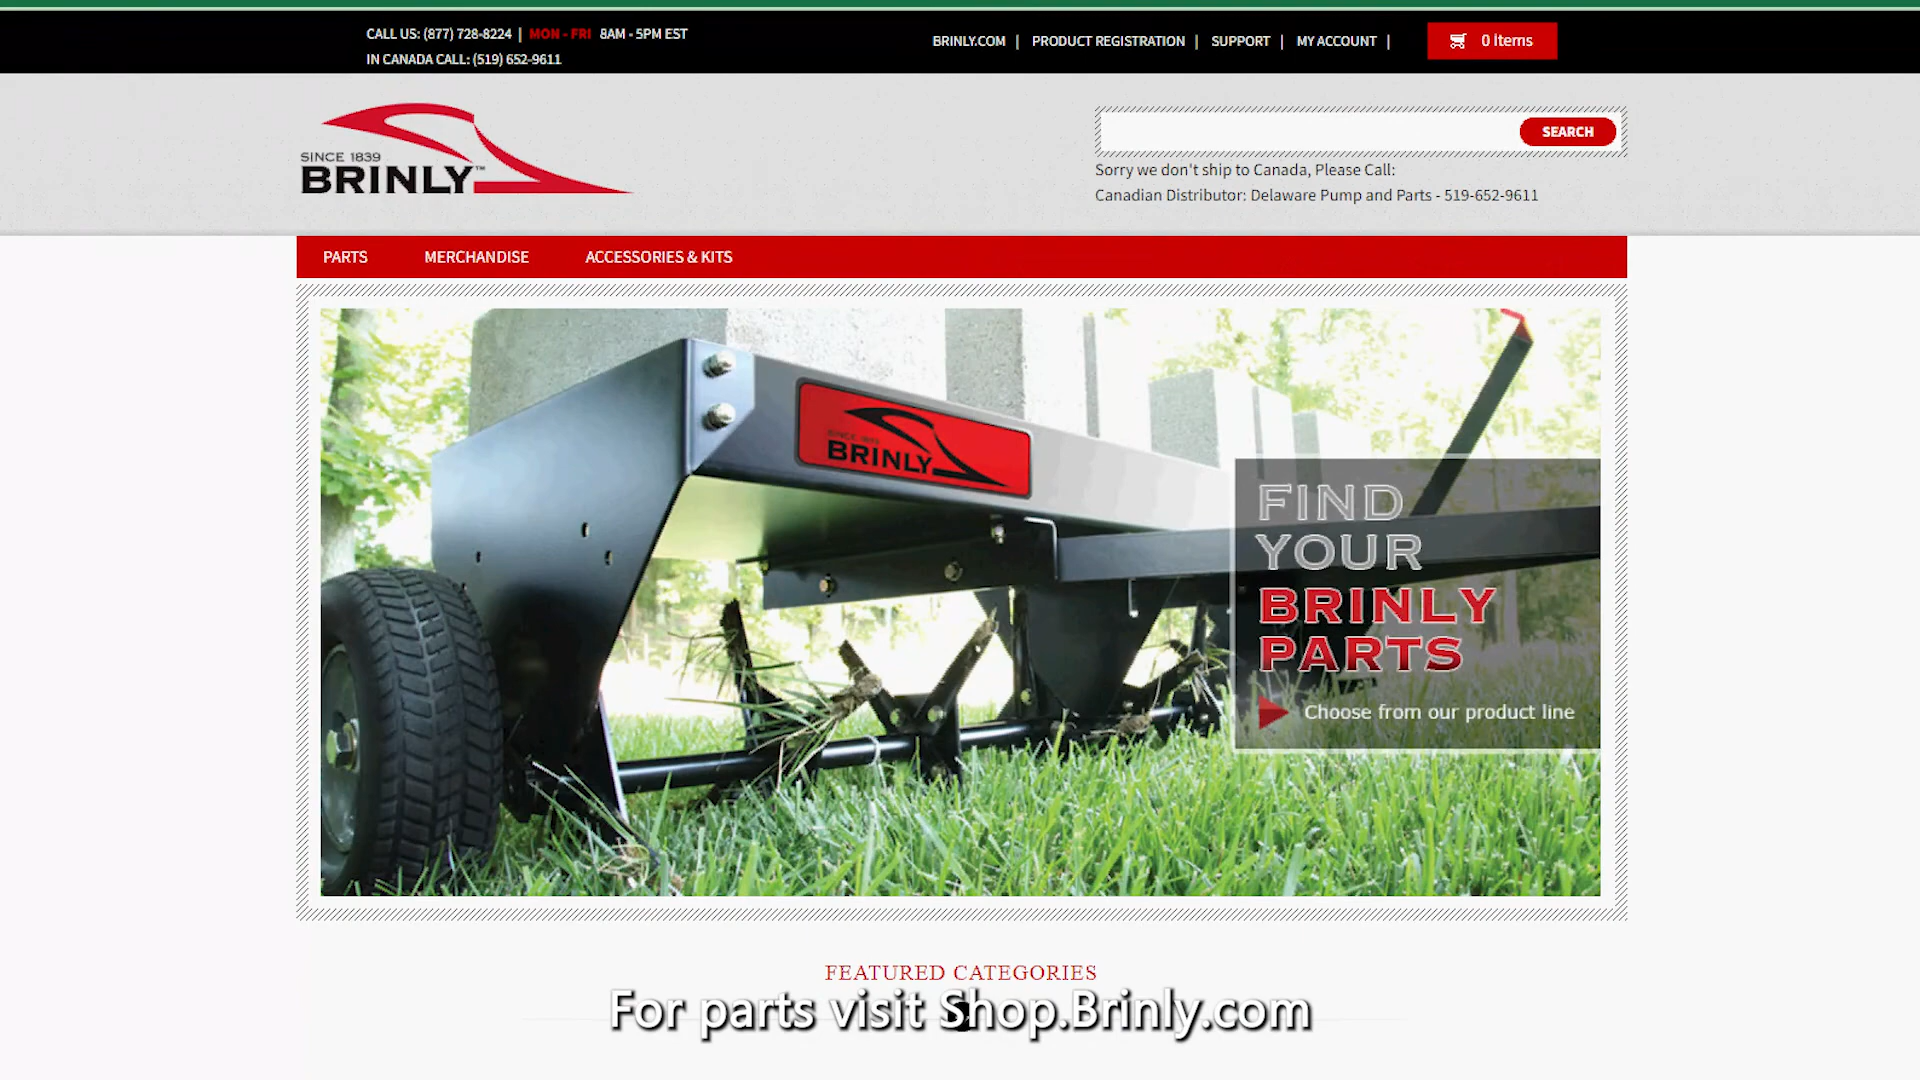 CALL US: (877) 728-8224 | MON - FRI 8AM - 5PM EST
IN CANADA CALL: (519) 652-9611
BRINLY.COM | PRODUCT REGISTRATION | SUPPORT | MY ACCOUNT |
0 Items
SINCE 1839
BRINLY™
SEARCH
Sorry we don't ship to Canada, Please Call:
Canadian Distributor: Delaware Pump and Parts - 519-652-9611
PARTS
MERCHANDISE
ACCESSORIES & KITS
SINCE 1839
BRINLY
FIND
YOUR
BRINLY
PARTS
Choose from our product line
FEATURED CATEGORIES
For parts visit Shop.Brinly.com